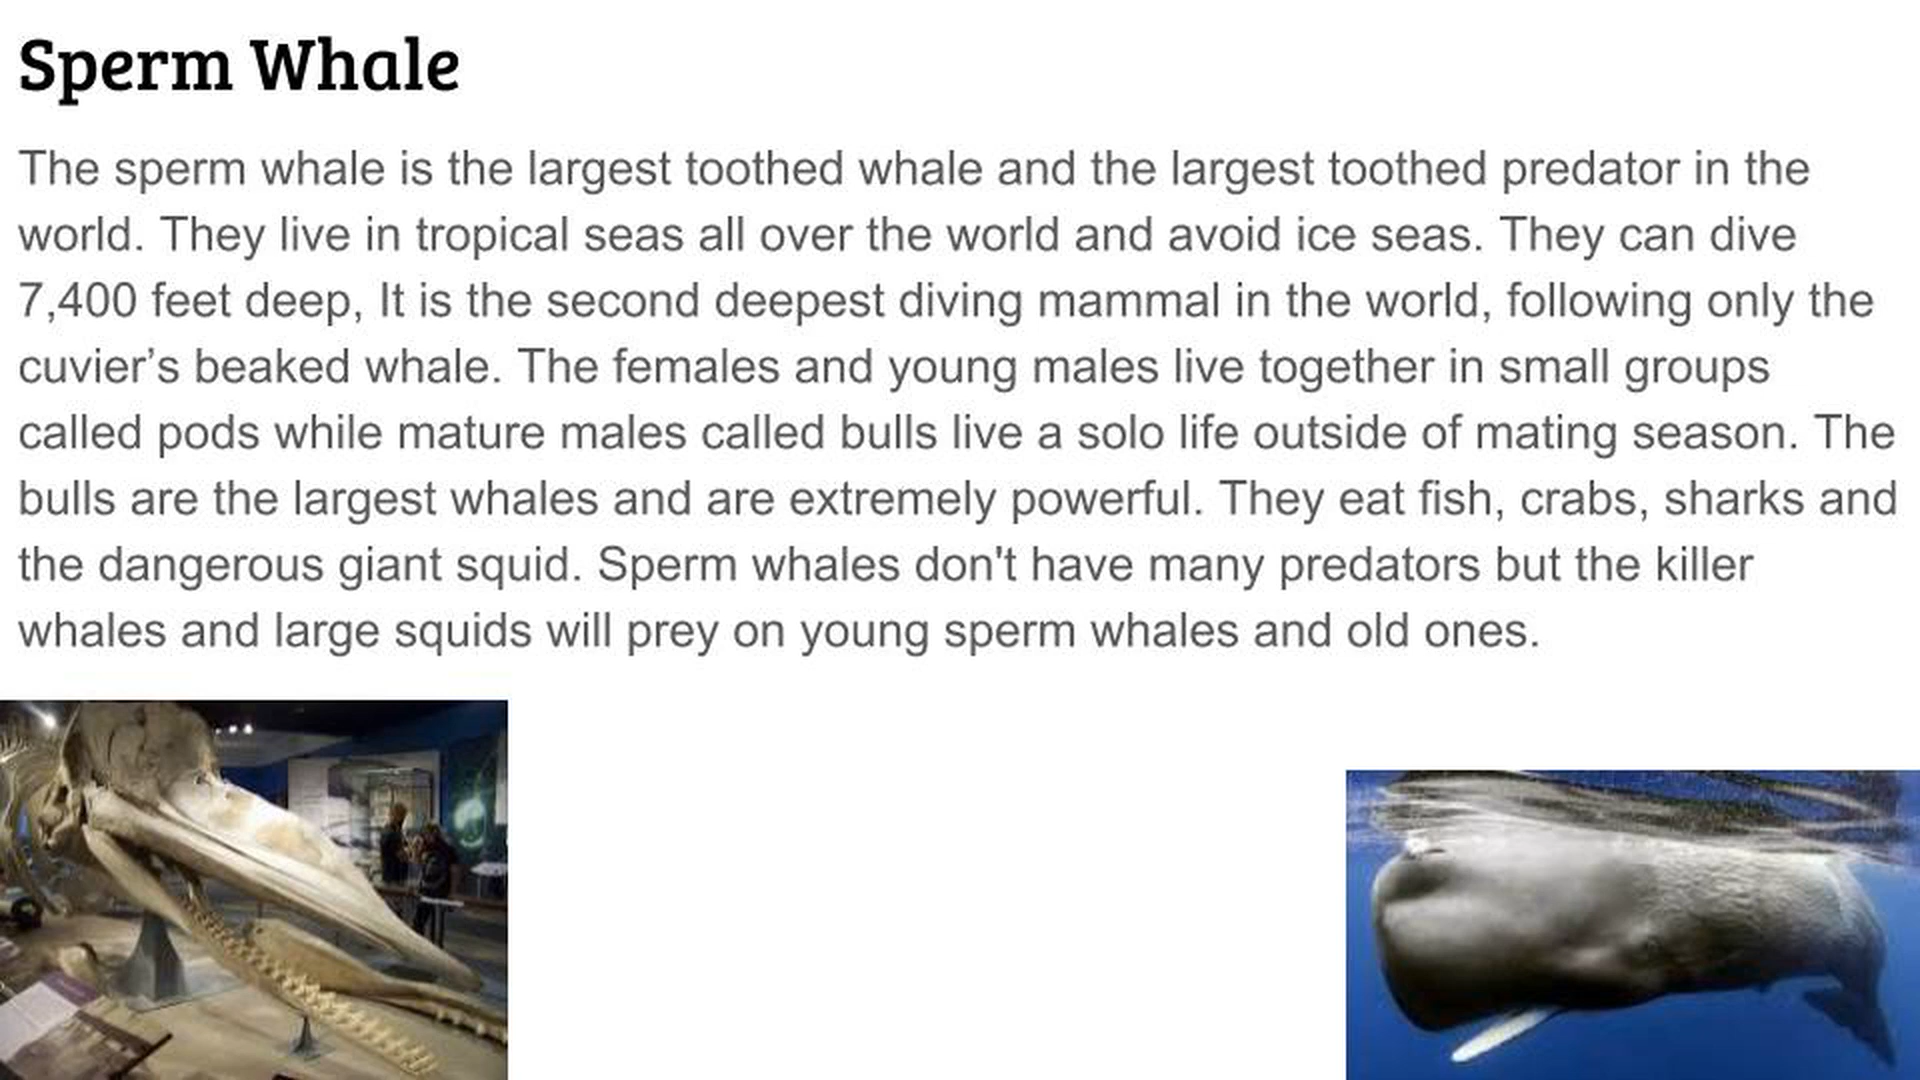 Sperm Whale
The sperm whale is the largest toothed whale and the largest toothed predator in the
world. They live in tropical seas all over the world and avoid ice seas. They can dive
7,400 feet deep, It is the second deepest diving mammal in the world, following only the
cuvier’s beaked whale. The females and young males live together in small groups
called pods while mature males called bulls live a solo life outside of mating season. The
bulls are the largest whales and are extremely powerful. They eat fish, crabs, sharks and
the dangerous giant squid. Sperm whales don't have many predators but the killer
whales and large squids will prey on young sperm whales and old ones.